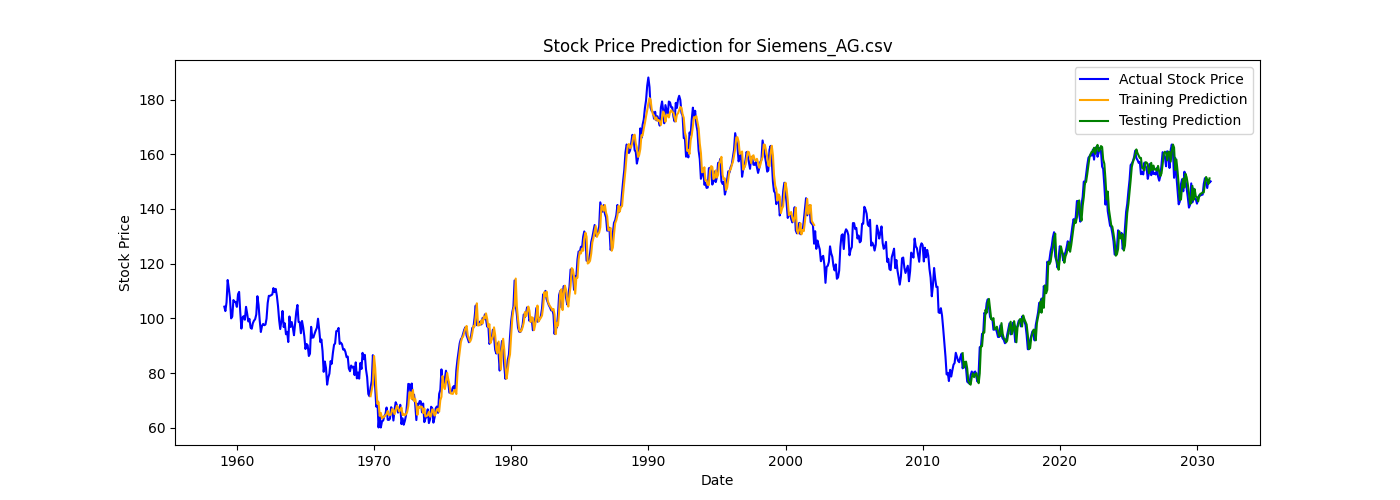 Stock Price Prediction for Siemens_AG.csv
Actual Stock Price
Training Prediction
Testing Prediction
Stock Price
180
160
140
120
100
80
60
1960 1970 1980 1990 2000 2010 2020 2030
Date